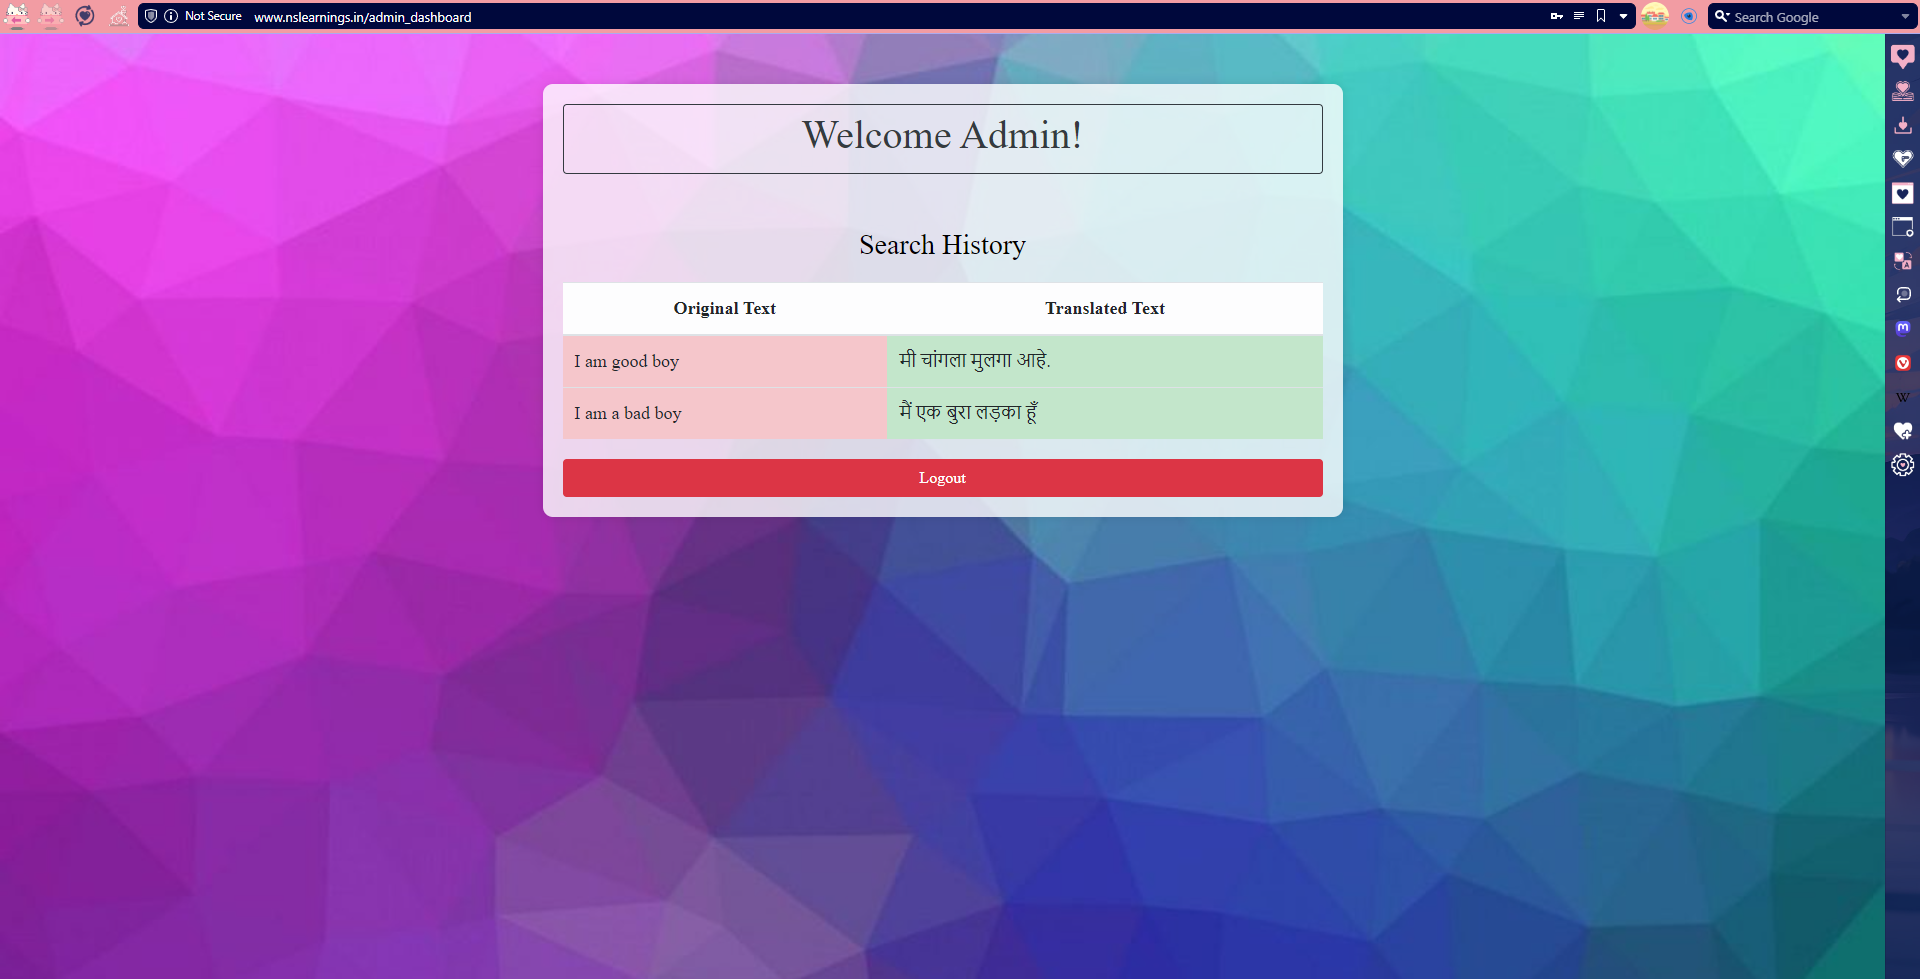 Not Secure www.nslearnings.in/admin_dashboard Search Google
Welcome Admin!
Search History
Original Text Translated Text
I am good boy मी चांगला मुलगा आहे.
I am a bad boy मैं एक बुरा लड़का हूँ
Logout